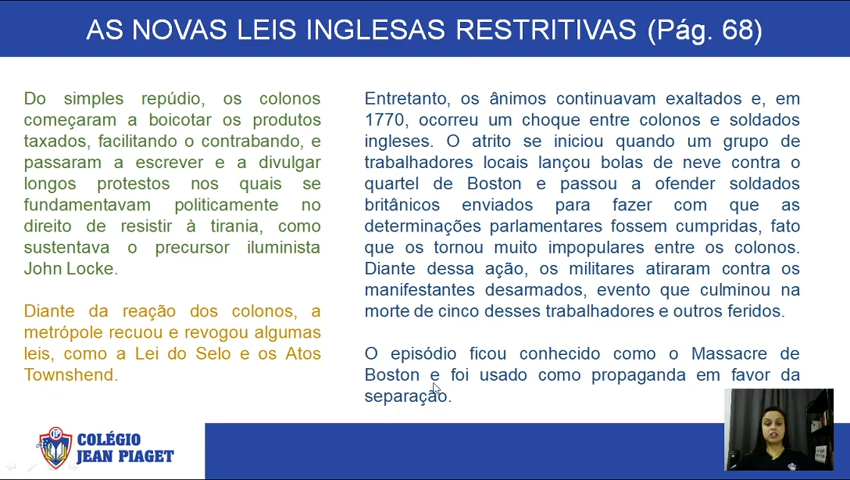 AS NOVAS LEIS INGLESAS RESTRITIVAS (Pág. 68)
Do simples repúdio, os colonos
começaram a boicotar os produtos
taxados, facilitando o contrabando, e
passaram a escrever e a divulgar
longos protestos nos quais se
fundamentavam politicamente no
direito de resistir à tirania, como
sustentava o precursor iluminista
John Locke.
Diante da reação dos colonos, a
metrópole recuou e revogou algumas
leis, como a Lei do Selo e os Atos
Townshend.
Entretanto, os ânimos continuavam exaltados e, em
1770, ocorreu um choque entre colonos e soldados
ingleses. O atrito se iniciou quando um grupo de
trabalhadores locais lançou bolas de neve contra o
quartel de Boston e passou a ofender soldados
britânicos enviados para fazer com que as
determinações parlamentares fossem cumpridas, fato
que os tornou muito impopulares entre os colonos.
Diante dessa ação, os militares atiraram contra os
manifestantes desarmados, evento que culminou na
morte de cinco desses trabalhadores e outros feridos.
O episódio ficou conhecido como o Massacre de
Boston e foi usado como propaganda em favor da
separação.
COLÉGIO
JEAN PIAGET